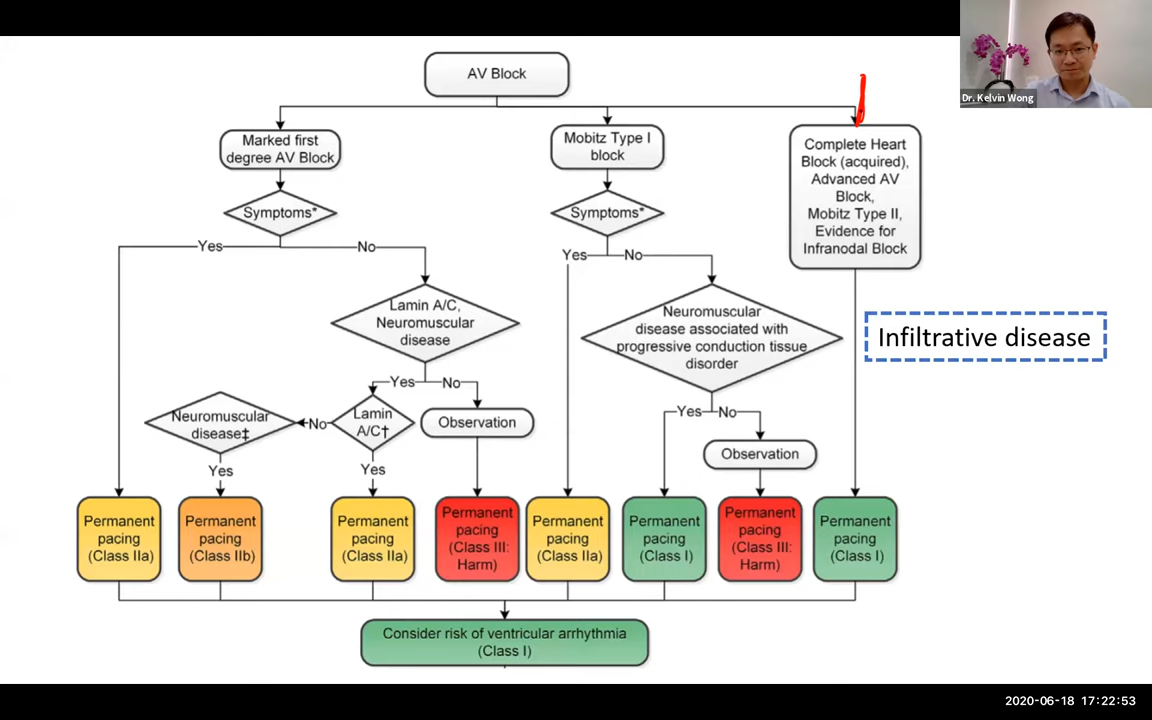 AV Block
Dr. Kelvin Wong
Marked first
degree AV Block
Mobitz Type I
block
Complete Heart
Block (acquired),
Advanced AV
Block,
Mobitz Type II,
Evidence for
Infranodal Block
Symptoms*
Symptoms*
Yes
No
Yes
No
Lamin A/C,
Neuromuscular
disease
Neuromuscular
disease associated with
progressive conduction tissue
disorder
Infiltrative disease
Yes
No
Neuromuscular
disease‡
No
Lamin
A/C†
Observation
Yes
No
Observation
Yes
Yes
Permanent
pacing
(Class IIa)
Permanent
pacing
(Class IIb)
Permanent
pacing
(Class IIa)
Permanent
pacing
(Class III:
Harm)
Permanent
pacing
(Class IIa)
Permanent
pacing
(Class I)
Permanent
pacing
(Class III:
Harm)
Permanent
pacing
(Class I)
Consider risk of ventricular arrhythmia
(Class I)
2020-06-18 17:22:53